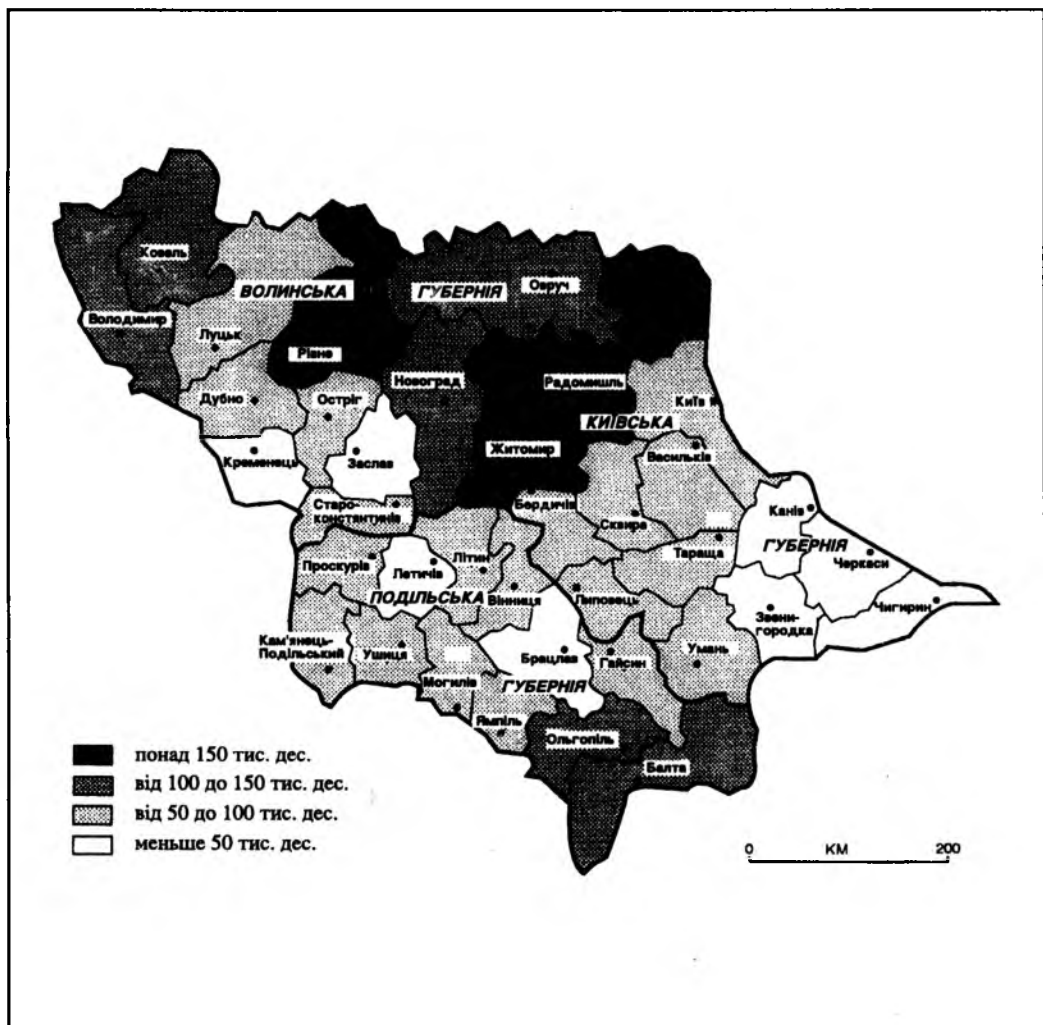 Ковель
ВОЛИНСЬКА
ГУБЕРНІЯ
Овруч
Володимир
Луцьк
Рівне
Новоград
Радомишль
Дубно
Остріг
Київ
КИЇВСЬКА
Житомир
Васильків
Кременець
Заслав
Старо-
константинів
Бердичів
Сквира
Канів
Проскурів
Летичів
Літин
Тараща
ГУБЕРНІЯ
Черкаси
ПОДІЛЬСЬКА
Вінниця
Липовець
Чигирин
Звени-
городка
Кам'янець-
Подільський
Ушиця
Брацлав
Гайсин
Умань
Могилів
ГУБЕРНІЯ
Ямпіль
Ольгопіль
Балта
понад 150 тис. дес.
від 100 до 150 тис. дес.
від 50 до 100 тис. дес.
меньше 50 тис. дес.
0 КМ 200